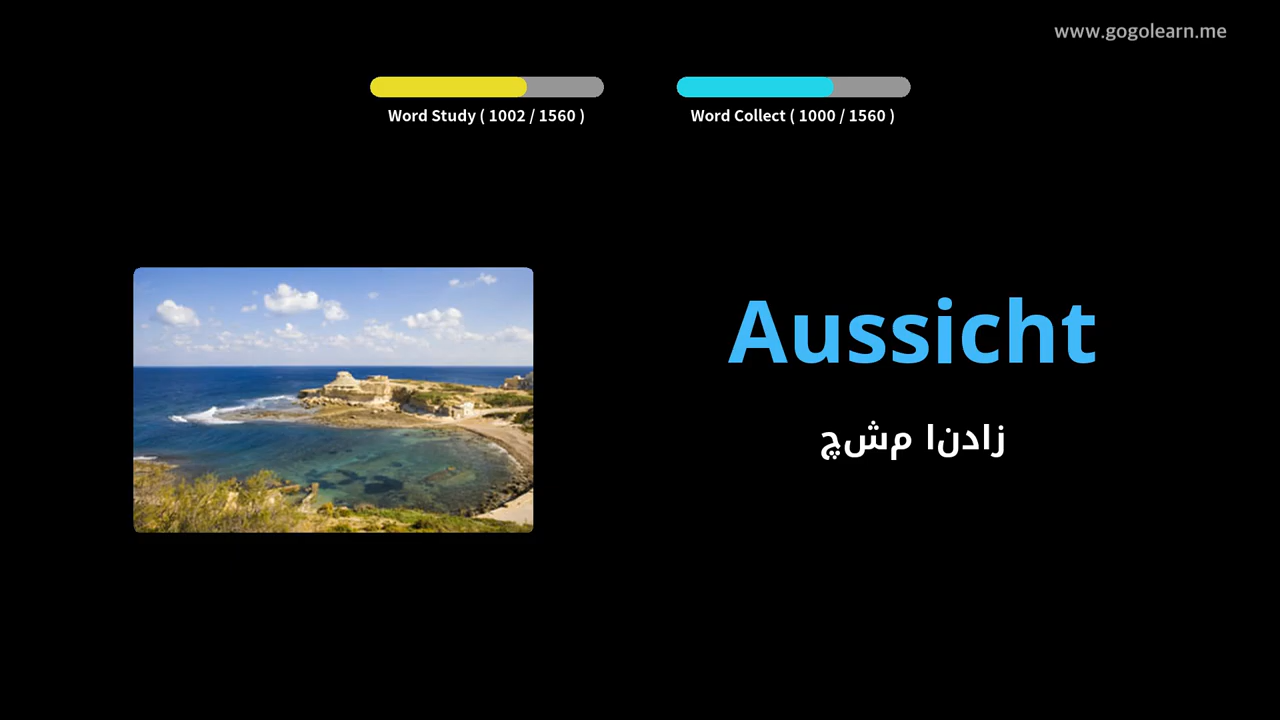 www.gogolearn.me
Word Study ( 1002 / 1560 )
Word Collect ( 1000 / 1560 )
Aussicht
زادنا مشچ